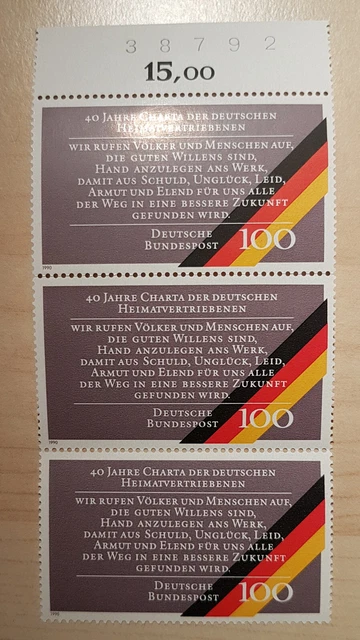 38792
15,00
40 JAHRE CHARTA DER DEUTSCHEN
HEIMATVERTRIEBENEN
WIR RUFEN VÖLKER UND MENSCHEN AUF,
DIE GUTEN WILLENS SIND,
HAND ANZULEGEN ANS WERK,
DAMIT AUS SCHULD, UNGLÜCK, LEID,
ARMUT UND ELEND FÜR UNS ALLE
DER WEG IN EINE BESSERE ZUKUNFT
GEFUNDEN WIRD.
DEUTSCHE
BUNDESPOST 100
1990
40 JAHRE CHARTA DER DEUTSCHEN
HEIMATVERTRIEBENEN
WIR RUFEN VÖLKER UND MENSCHEN AUF,
DIE GUTEN WILLENS SIND,
HAND ANZULEGEN ANS WERK,
DAMIT AUS SCHULD, UNGLÜCK, LEID,
ARMUT UND ELEND FÜR UNS ALLE
DER WEG IN EINE BESSERE ZUKUNFT
GEFUNDEN WIRD.
DEUTSCHE
BUNDESPOST 100
1990
40 JAHRE CHARTA DER DEUTSCHEN
HEIMATVERTRIEBENEN
WIR RUFEN VÖLKER UND MENSCHEN AUF,
DIE GUTEN WILLENS SIND,
HAND ANZULEGEN ANS WERK,
DAMIT AUS SCHULD, UNGLÜCK, LEID,
ARMUT UND ELEND FÜR UNS ALLE
DER WEG IN EINE BESSERE ZUKUNFT
GEFUNDEN WIRD.
DEUTSCHE
BUNDESPOST 100
1990